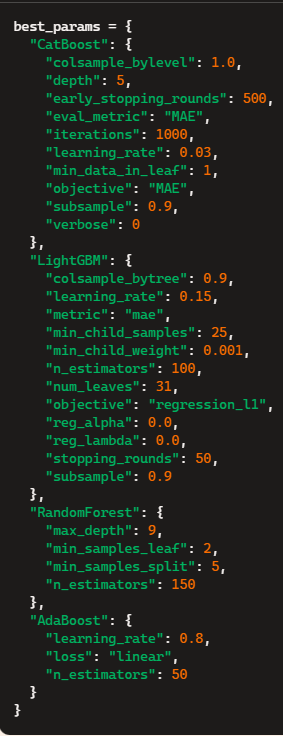 best_params = {
  "CatBoost": {
    "colsample_bylevel": 1.0,
    "depth": 5,
    "early_stopping_rounds": 500,
    "eval_metric": "MAE",
    "iterations": 1000,
    "learning_rate": 0.03,
    "min_data_in_leaf": 1,
    "objective": "MAE",
    "subsample": 0.9,
    "verbose": 0
  },
  "LightGBM": {
    "colsample_bytree": 0.9,
    "learning_rate": 0.15,
    "metric": "mae",
    "min_child_samples": 25,
    "min_child_weight": 0.001,
    "n_estimators": 100,
    "num_leaves": 31,
    "objective": "regression_l1",
    "reg_alpha": 0.0,
    "reg_lambda": 0.0,
    "stopping_rounds": 50,
    "subsample": 0.9
  },
  "RandomForest": {
    "max_depth": 9,
    "min_samples_leaf": 2,
    "min_samples_split": 5,
    "n_estimators": 150
  },
  "AdaBoost": {
    "learning_rate": 0.8,
    "loss": "linear",
    "n_estimators": 50
  }
}